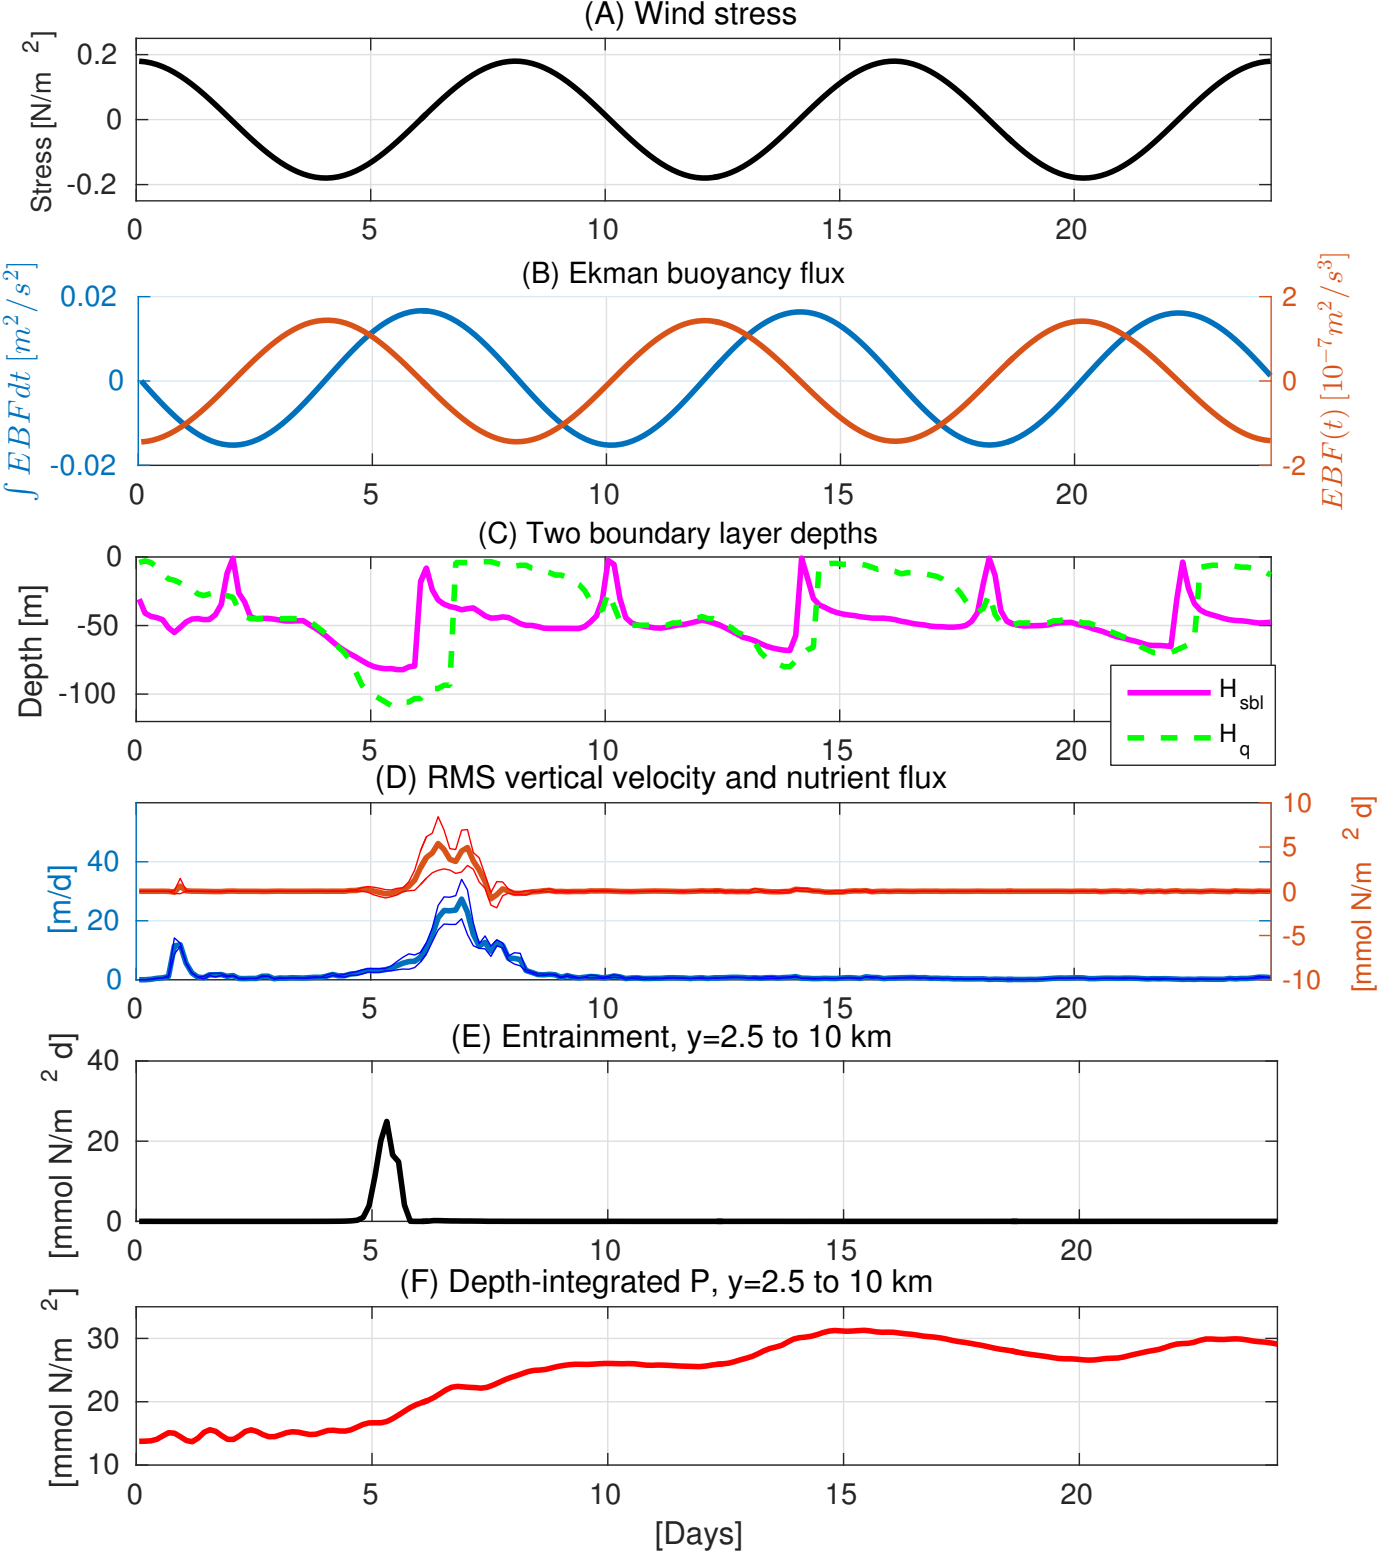 (A) Wind stress
Stress [N/m 2]
0.2
0
-0.2
0 5 10 15 20
(B) Ekman buoyancy flux
∫ EBFdt [m²/s²]
0.02
0
-0.02
2
0
-2
EBF(t) [10⁻⁷m²/s³]
0 5 10 15 20
(C) Two boundary layer depths
Depth [m]
0
-50
-100
H sbl
H q
0 5 10 15 20
(D) RMS vertical velocity and nutrient flux
[m/d]
40
20
0
10
5
0
-5
-10
[mmol N/m 2 d]
0 5 10 15 20
(E) Entrainment, y=2.5 to 10 km
[mmol N/m 2 d]
40
20
0
0 5 10 15 20
(F) Depth-integrated P, y=2.5 to 10 km
[mmol N/m 2]
30
20
10
0 5 10 15 20
[Days]